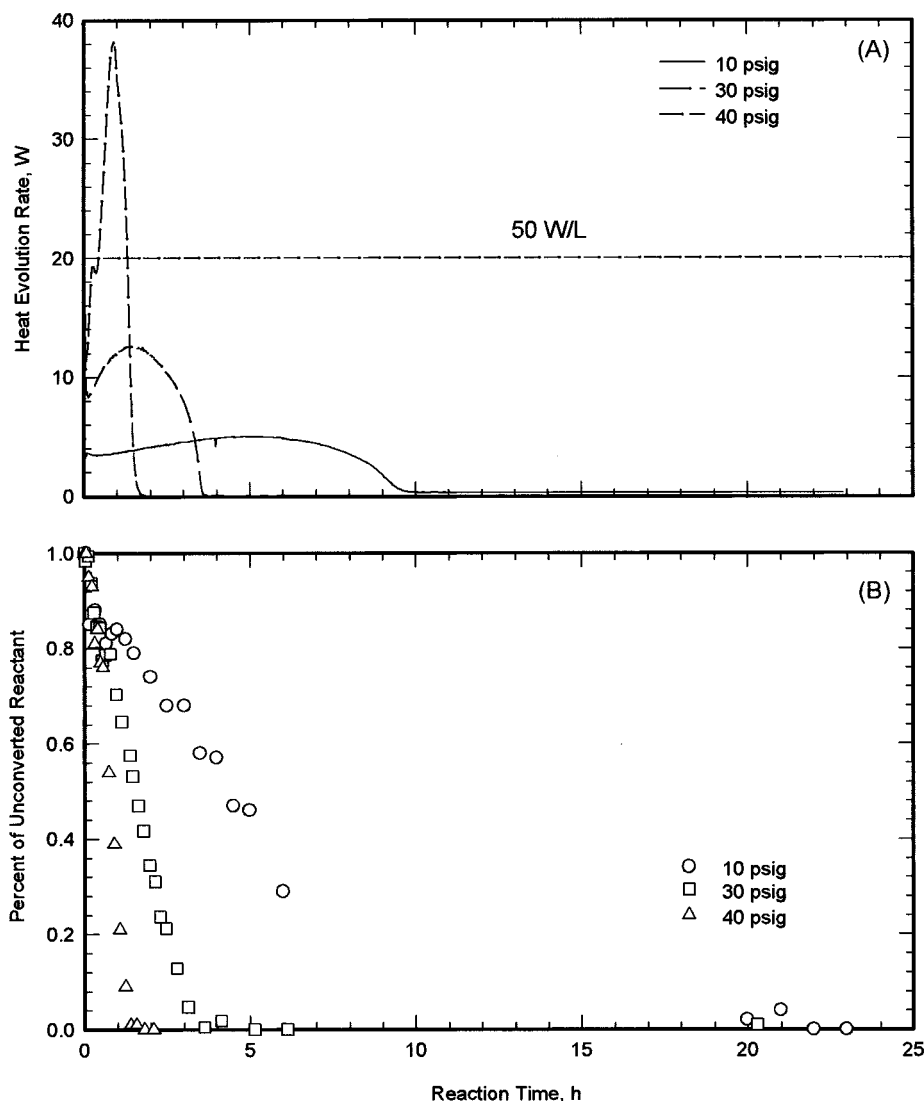 40
30
20
10
0
Heat Evolution Rate, W
(A)
10 psig
30 psig
40 psig
50 W/L
1.0
0.8
0.6
0.4
0.2
0.0
Percent of Unconverted Reactant
(B)
10 psig
30 psig
40 psig
0 5 10 15 20 25
Reaction Time, h